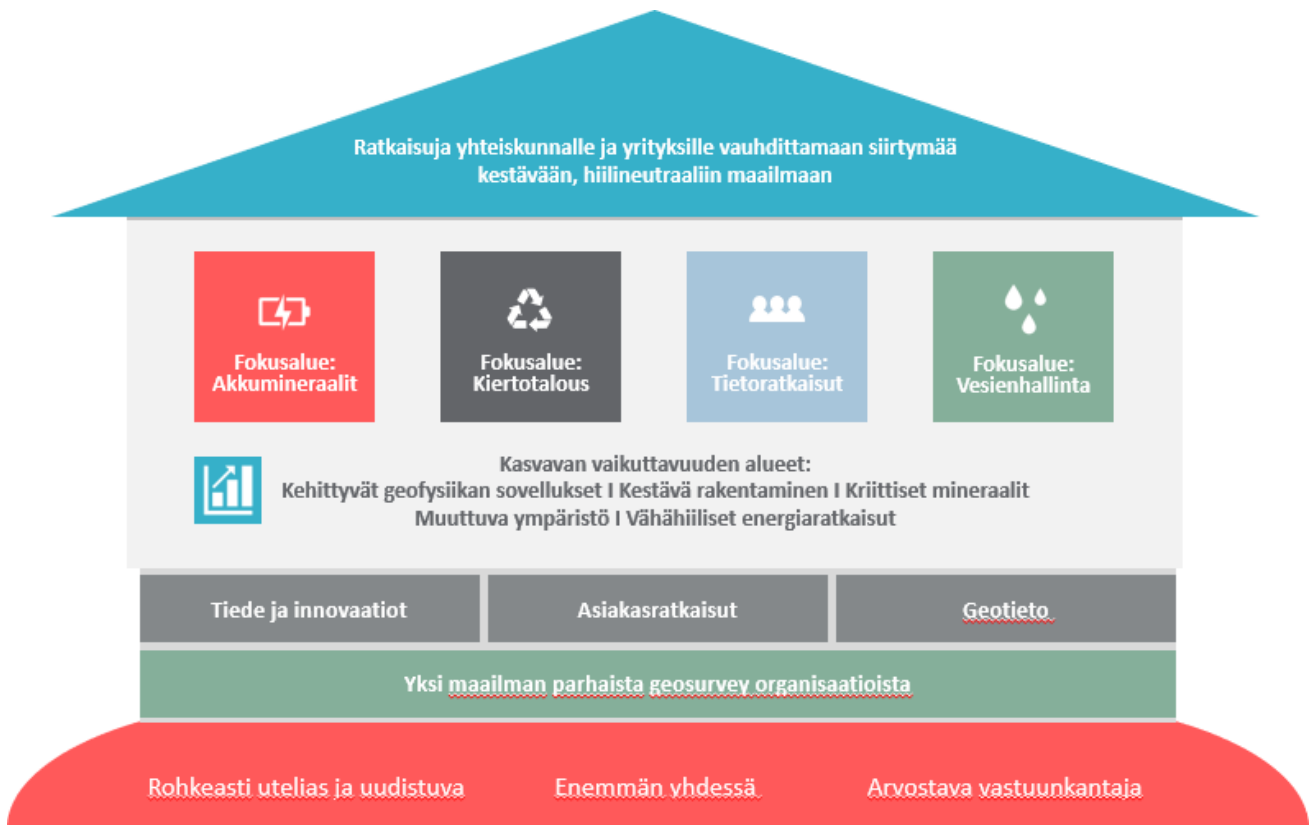 Ratkaisuja yhteiskunnalle ja yrityksille vauhdittamaan siirtymää
kestävään, hiilineutraaliin maailmaan
Fokusalue:
Akkumineraalit
Fokusalue:
Kiertotalous
Fokusalue:
Tietoratkaisut
Fokusalue:
Vesienhallinta
Kasvavan vaikuttavuuden alueet:
Kehittyvät geofysiikan sovellukset I Kestävä rakentaminen I Kriittiset mineraalit
Muuttuva ympäristö I Vähähiiliset energiaratkaisut
Tiede ja innovaatiot
Asiakasratkaisut
Geotieto
Yksi maailman parhaista geosurvey organisaatioista
Rohkeasti utelias ja uudistuva
Enemmän yhdessä
Arvostava vastuunkantaja